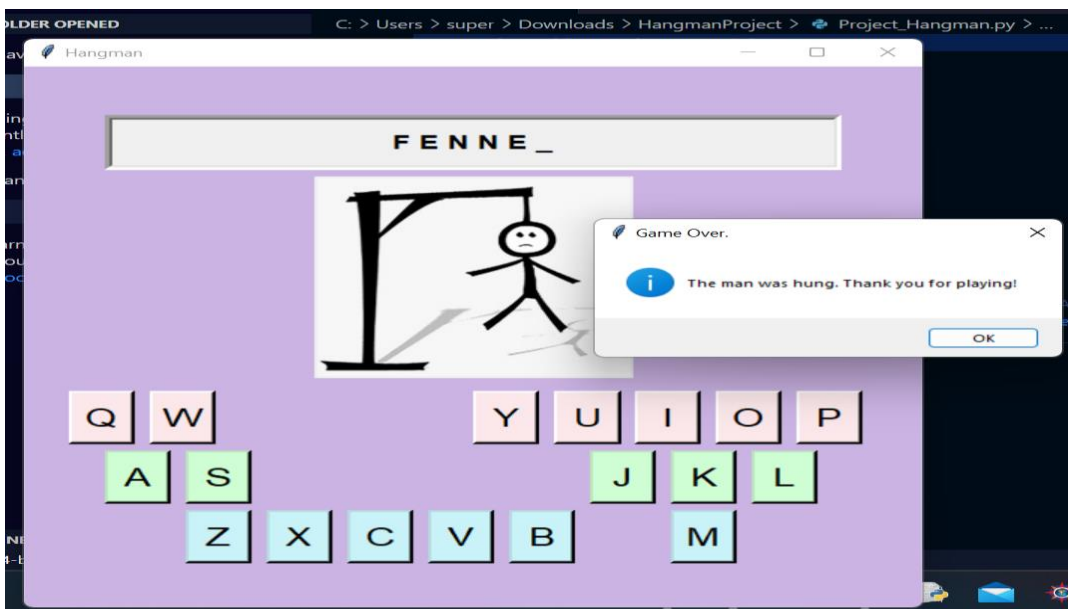 OLDER OPENED
C: > Users > super > Downloads > HangmanProject > Project_Hangman.py > ...
Hangman
F E N N E _
Game Over.
The man was hung. Thank you for playing!
OK
Q W Y U I O P
A S J K L
Z X C V B M